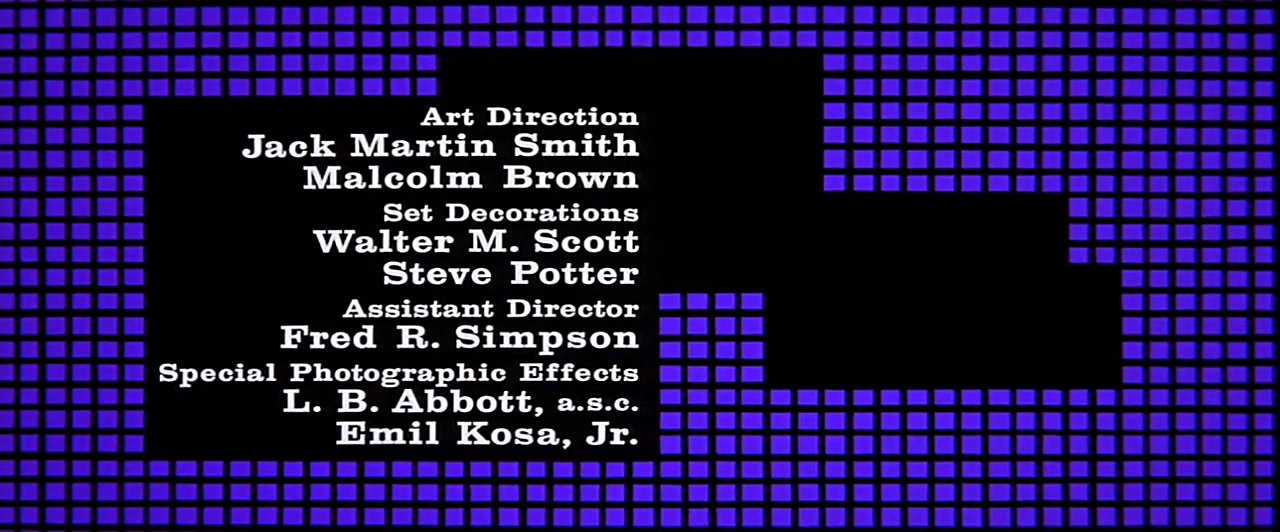 Art Direction
Jack Martin Smith
Malcolm Brown
Set Decorations
Walter M. Scott
Steve Potter
Assistant Director
Fred R. Simpson
Special Photographic Effects
L. B. Abbott, a.s.c.
Emil Kosa, Jr.